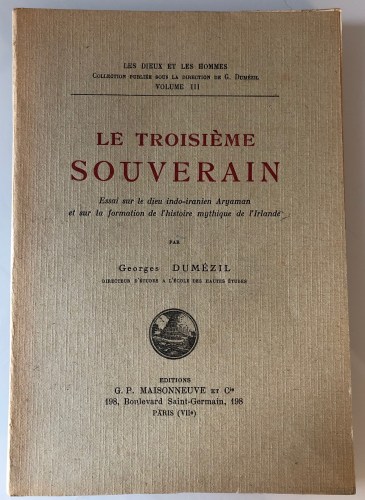 LES DIEUX ET LES HOMMES
COLLECTION PUBLIÉE SOUS LA DIRECTION DE G. DUMÉZIL
VOLUME III
LE TROISIÈME
SOUVERAIN
Essai sur le dieu indo-iranien Aryaman
et sur la formation de l'histoire mythique de l'Irlande
PAR
Georges DUMÉZIL
DIRECTEUR D'ÉTUDES A L'ÉCOLE DES HAUTES ÉTUDES
EDITIONS
G. P. MAISONNEUVE ET Cie
198, Boulevard Saint-Germain, 198
PARIS (VIIe)